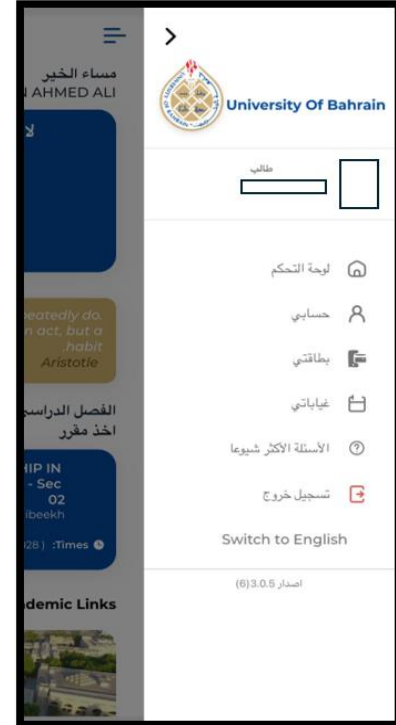 مساء الخير
AHMED ALI
لا
eatedly do.
n act, but a
habit.
Aristotle
الفصل الدراسي
اخذ مقرر
HIP IN
- Sec
02
ibeekh
028 ) :Times
demic Links
University Of Bahrain
طالب
لوحة التحكم
حسابي
بطاقتي
غياباتي
الأسئلة الأكثر شيوعا
تسجيل خروج
Switch to English
اصدار 3.0.5(6)